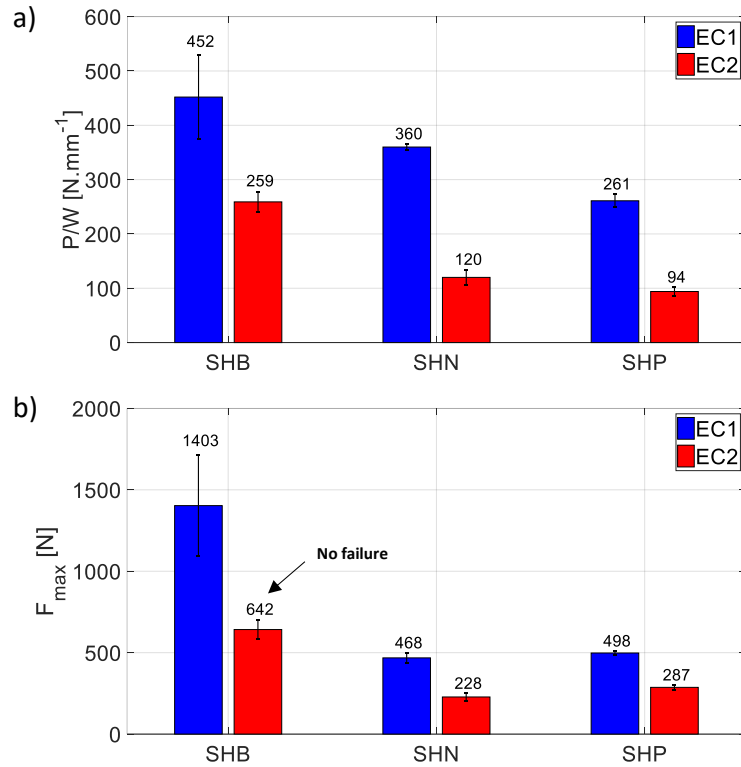 a)
600
500
400
300
200
100
0
P/W [N.mm⁻¹]
452
259
360
120
261
94
EC1
EC2
SHB
SHN
SHP
b)
2000
1500
1000
500
0
F_max [N]
1403
642
No failure
468
228
498
287
EC1
EC2
SHB
SHN
SHP